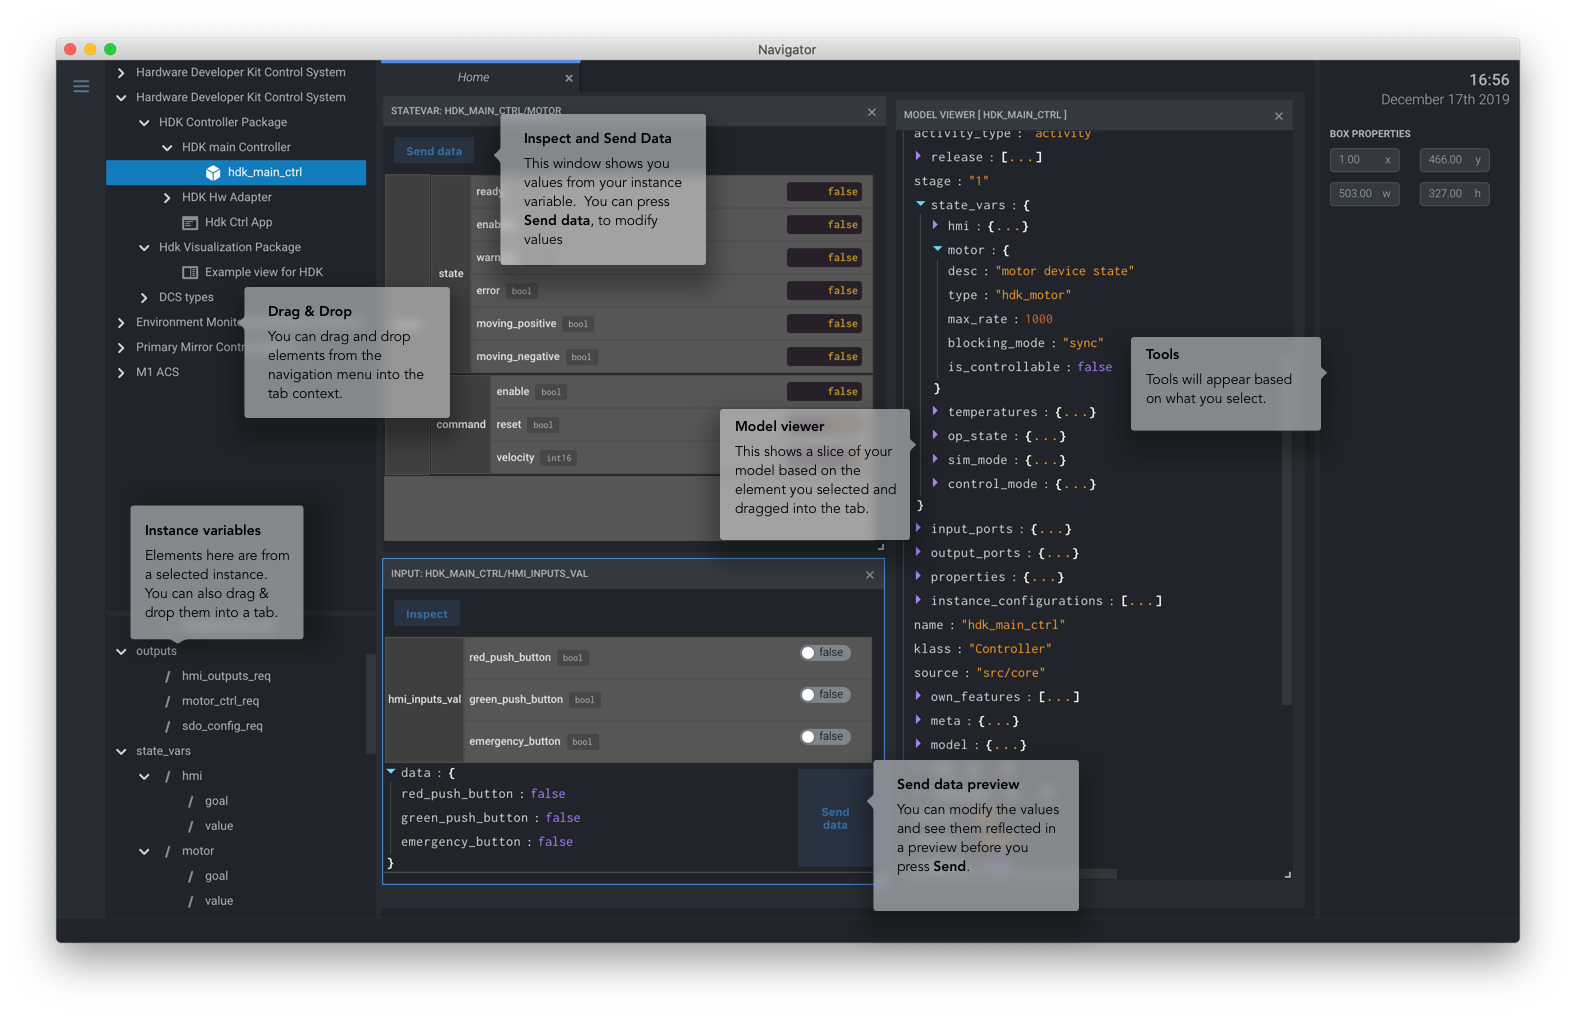 Navigator
Hardware Developer Kit Control System
Hardware Developer Kit Control System
HDK Controller Package
HDK main Controller
hdk_main_ctrl
HDK Hw Adapter
Hdk Ctrl App
Hdk Visualization Package
Example view for HDK
DCS types
Environment Monit
Primary Mirror Contr
M1 ACS
Drag & Drop
You can drag and drop
elements from the
navigation menu into the
tab context.
Instance variables
Elements here are from
a selected instance.
You can also drag &
drop them into a tab.
outputs
/ hmi_outputs_req
/ motor_ctrl_req
/ sdo_config_req
state_vars
/ hmi
/ goal
/ value
/ motor
/ goal
/ value
Home ×
STATEVAR: HDK_MAIN_CTRL/MOTOR ×
Send data
Inspect and Send Data
This window shows you
values from your instance
variable. You can press
Send data, to modify
values
state
ready false
enab false
warn false
error bool false
moving_positive bool false
moving_negative bool false
command
enable bool false
reset bool
velocity int16
Model viewer
This shows a slice of your
model based on the
element you selected and
dragged into the tab.
INPUT: HDK_MAIN_CTRL/HMI_INPUTS_VAL ×
Inspect
hmi_inputs_val
red_push_button bool false
green_push_button bool false
emergency_button bool false
data : {
red_push_button : false
green_push_button : false
emergency_button : false
}
Send
data
Send data preview
You can modify the values
and see them reflected in
a preview before you
press Send.
MODEL VIEWER [ HDK_MAIN_CTRL ] ×
activity_type : "activity"
release : [...]
stage : "1"
state_vars : {
hmi : {...}
motor : {
desc : "motor device state"
type : "hdk_motor"
max_rate : 1000
blocking_mode : "sync"
is_controllable : false
}
temperatures : {...}
op_state : {...}
sim_mode : {...}
control_mode : {...}
}
input_ports : {...}
output_ports : {...}
properties : {...}
instance_configurations : [...]
name : "hdk_main_ctrl"
klass : "Controller"
source : "src/core"
own_features : [...]
meta : {...}
model : {...}
Tools
Tools will appear based
on what you select.
16:56
December 17th 2019
BOX PROPERTIES
1.00 x 466.00 y
503.00 w 327.00 h